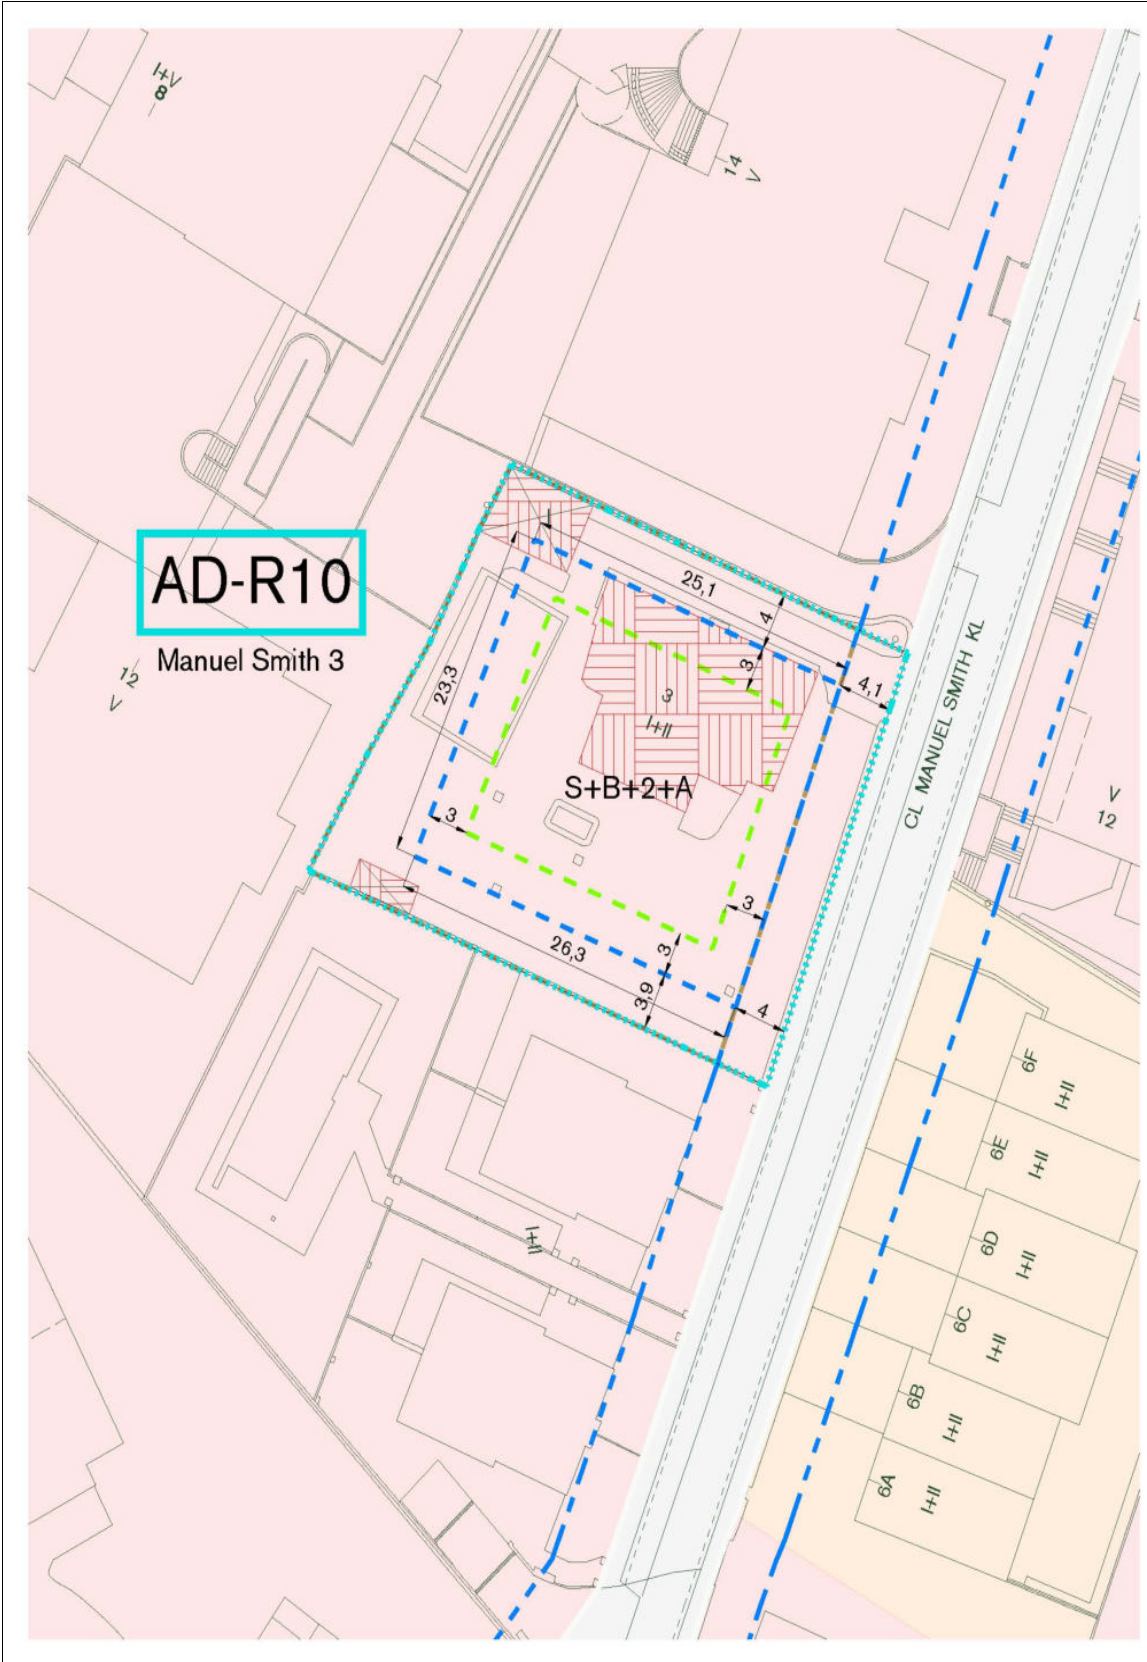 I+V
8
14
V
AD-R10
Manuel Smith 3
12
V
25,1
4
3
4,1
23,3
3
I+II
S+B+2+A
3
3
26,3
3
3,9
4
CL MANUEL SMITH KL
V
12
6F
I+II
6E
I+II
6D
I+II
6C
I+II
6B
I+II
6A
I+II
I+II